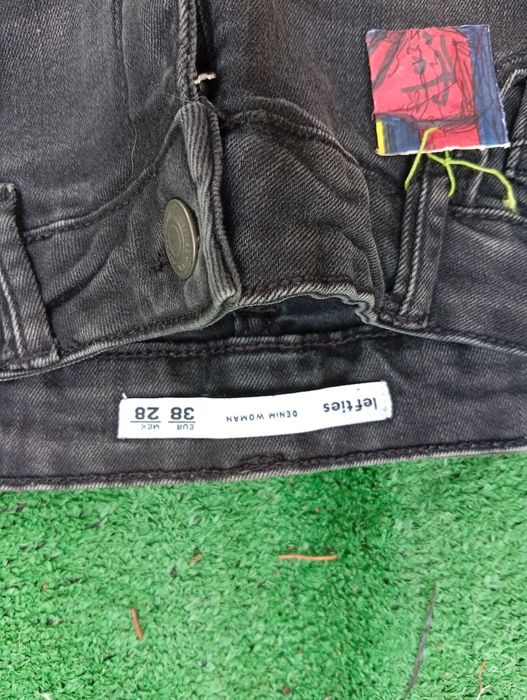 lefties
DENIM WOMAN
EUR 38
MEX 28